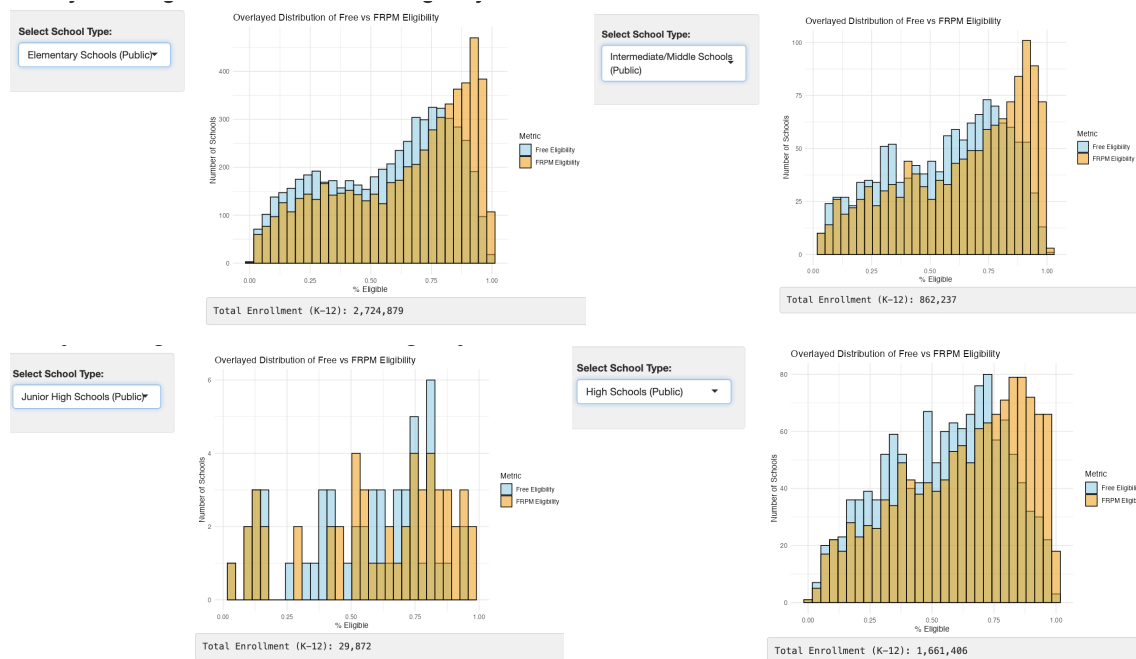 Select School Type:
Elementary Schools (Public)
Overlayed Distribution of Free vs FRPM Eligibility
Number of Schools
400
300
200
100
0
0.00 0.25 0.50 0.75 1.00
% Eligible
Metric
Free Eligibility
FRPM Eligibility
Total Enrollment (K-12): 2,724,879
Select School Type:
Intermediate/Middle Schools
(Public)
Overlayed Distribution of Free vs FRPM Eligibility
Number of Schools
100
75
50
25
0
0.00 0.25 0.50 0.75 1.00
% Eligible
Metric
Free Eligibility
FRPM Eligibility
Total Enrollment (K-12): 862,237
Select School Type:
Junior High Schools (Public)
Overlayed Distribution of Free vs FRPM Eligibility
Number of Schools
6
4
2
0
0.00 0.25 0.50 0.75 1.00
% Eligible
Metric
Free Eligibility
FRPM Eligibility
Total Enrollment (K-12): 29,872
Select School Type:
High Schools (Public)
Overlayed Distribution of Free vs FRPM Eligibility
Number of Schools
80
60
40
20
0
0.00 0.25 0.50 0.75 1.00
% Eligible
Metric
Free Eligibili
FRPM Eligib
Total Enrollment (K-12): 1,661,406